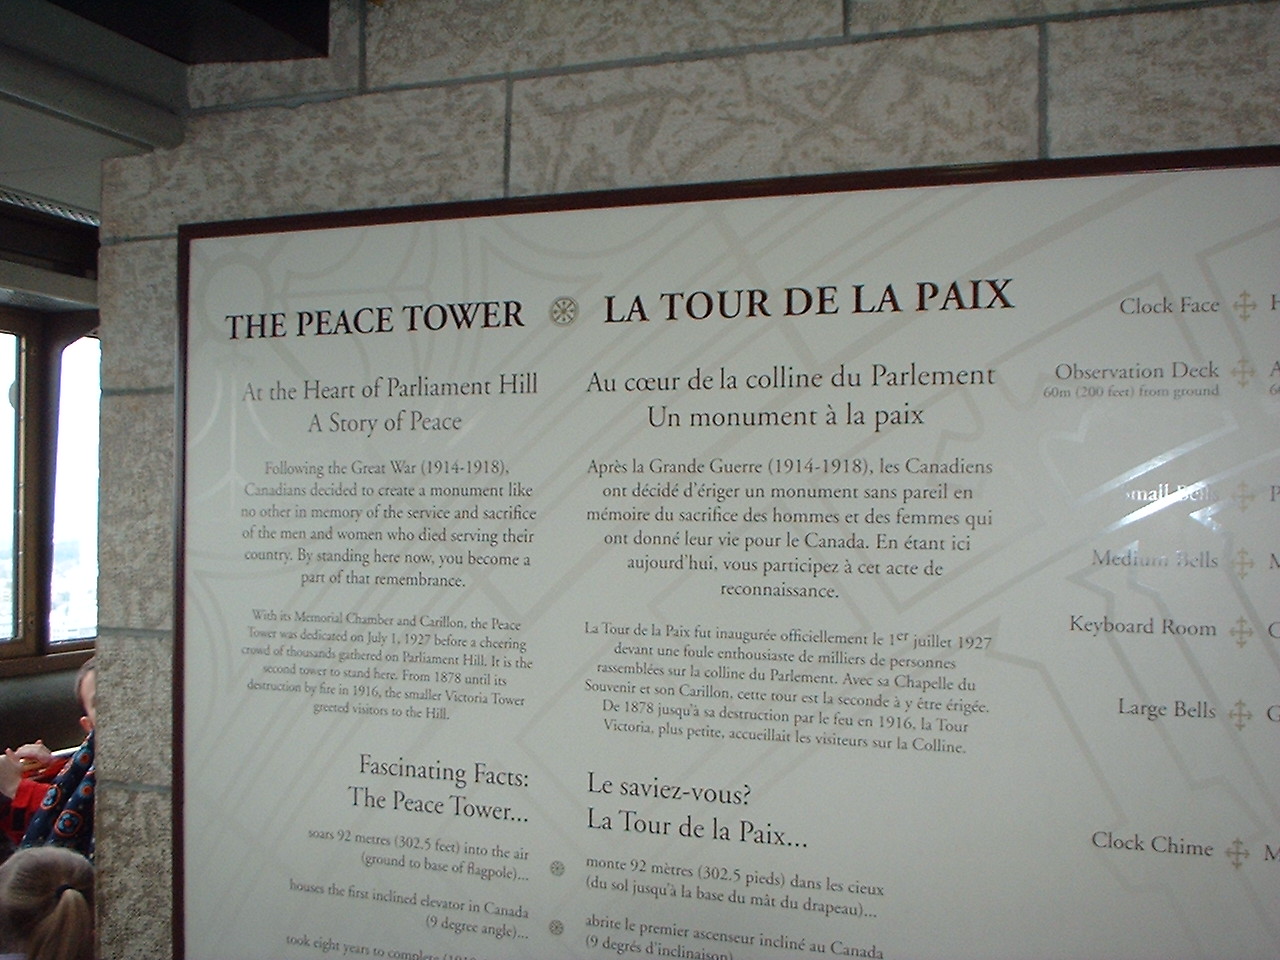 THE PEACE TOWER
At the Heart of Parliament Hill
A Story of Peace
Following the Great War (1914-1918),
Canadians decided to create a monument like
no other in memory of the service and sacrifice
of the men and women who died serving their
country. By standing here now, you become a
part of that remembrance.
With its Memorial Chamber and Carillon, the Peace
Tower was dedicated on July 1, 1927 before a cheering
crowd of thousands gathered on Parliament Hill. It is the
second tower to stand here. From 1878 until its
destruction by fire in 1916, the smaller Victoria Tower
greeted visitors to the Hill.
Fascinating Facts:
The Peace Tower...
soars 92 metres (302.5 feet) into the air
(ground to base of flagpole)...
houses the first inclined elevator in Canada
(9 degree angle)...
took eight years to complete
LA TOUR DE LA PAIX
Au cœur de la colline du Parlement
Un monument à la paix
Après la Grande Guerre (1914-1918), les Canadiens
ont décidé d'ériger un monument sans pareil en
mémoire du sacrifice des hommes et des femmes qui
ont donné leur vie pour le Canada. En étant ici
aujourd'hui, vous participez à cet acte de
reconnaissance.
La Tour de la Paix fut inaugurée officiellement le 1er juillet 1927
devant une foule enthousiaste de milliers de personnes
rassemblées sur la colline du Parlement. Avec sa Chapelle du
Souvenir et son Carillon, cette tour est la seconde à y être érigée.
De 1878 jusqu'à sa destruction par le feu en 1916, la Tour
Victoria, plus petite, accueillait les visiteurs sur la Colline.
Le saviez-vous?
La Tour de la Paix...
monte 92 mètres (302.5 pieds) dans les cieux
(du sol jusqu'à la base du mât du drapeau)...
abrite le premier ascenseur incliné au Canada
(9 degrés d'inclinaison)
Clock Face
Observation Deck
60m (200 feet) from ground
Small Bells
Medium Bells
Keyboard Room
Large Bells
Clock Chime